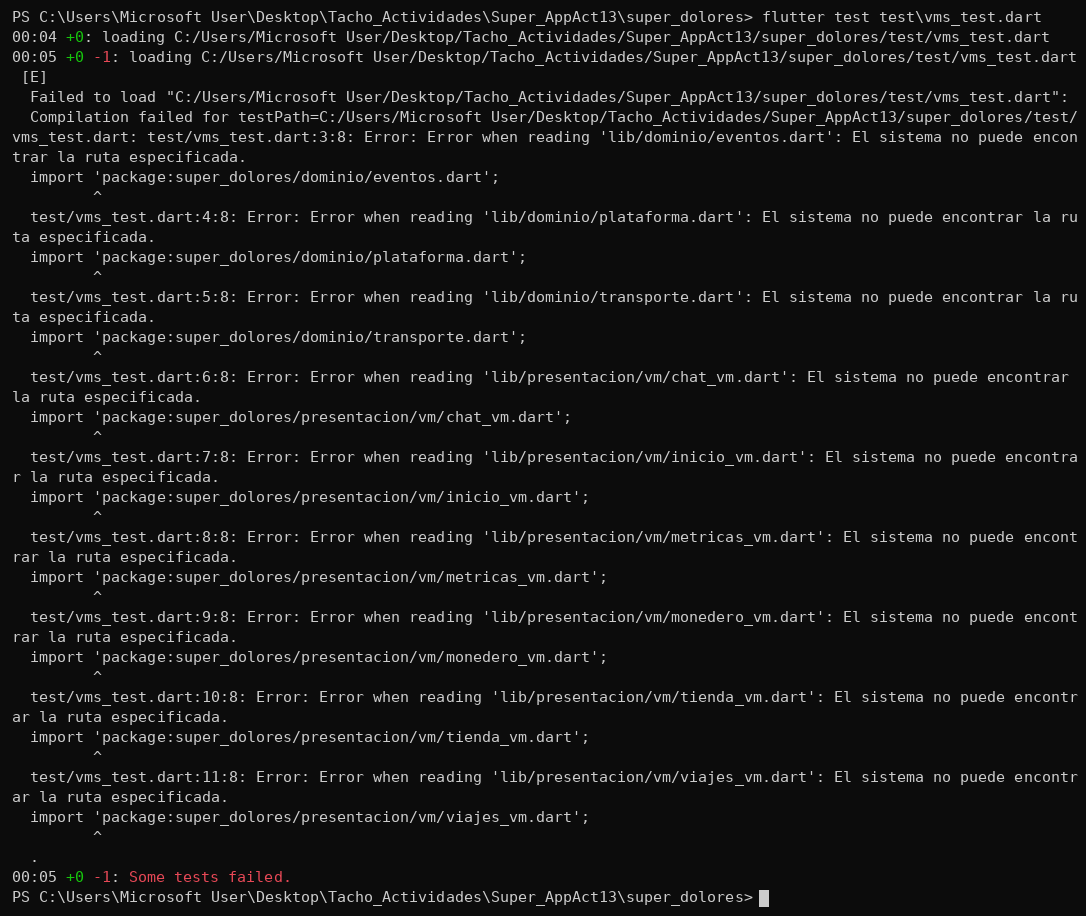 PS C:\Users\Microsoft User\Desktop\Tacho_Actividades\Super_AppAct13\super_dolores> flutter test test\vms_test.dart
00:04 +0: loading C:/Users/Microsoft User/Desktop/Tacho_Actividades/Super_AppAct13/super_dolores/test/vms_test.dart
00:05 +0 -1: loading C:/Users/Microsoft User/Desktop/Tacho_Actividades/Super_AppAct13/super_dolores/test/vms_test.dart
 [E]
  Failed to load "C:/Users/Microsoft User/Desktop/Tacho_Actividades/Super_AppAct13/super_dolores/test/vms_test.dart":
  Compilation failed for testPath=C:/Users/Microsoft User/Desktop/Tacho_Actividades/Super_AppAct13/super_dolores/test/
vms_test.dart: test/vms_test.dart:3:8: Error: Error when reading 'lib/dominio/eventos.dart': El sistema no puede encon
trar la ruta especificada.
  import 'package:super_dolores/dominio/eventos.dart';
         ^
  test/vms_test.dart:4:8: Error: Error when reading 'lib/dominio/plataforma.dart': El sistema no puede encontrar la ru
ta especificada.
  import 'package:super_dolores/dominio/plataforma.dart';
         ^
  test/vms_test.dart:5:8: Error: Error when reading 'lib/dominio/transporte.dart': El sistema no puede encontrar la ru
ta especificada.
  import 'package:super_dolores/dominio/transporte.dart';
         ^
  test/vms_test.dart:6:8: Error: Error when reading 'lib/presentacion/vm/chat_vm.dart': El sistema no puede encontrar
la ruta especificada.
  import 'package:super_dolores/presentacion/vm/chat_vm.dart';
         ^
  test/vms_test.dart:7:8: Error: Error when reading 'lib/presentacion/vm/inicio_vm.dart': El sistema no puede encontra
r la ruta especificada.
  import 'package:super_dolores/presentacion/vm/inicio_vm.dart';
         ^
  test/vms_test.dart:8:8: Error: Error when reading 'lib/presentacion/vm/metricas_vm.dart': El sistema no puede encont
rar la ruta especificada.
  import 'package:super_dolores/presentacion/vm/metricas_vm.dart';
         ^
  test/vms_test.dart:9:8: Error: Error when reading 'lib/presentacion/vm/monedero_vm.dart': El sistema no puede encont
rar la ruta especificada.
  import 'package:super_dolores/presentacion/vm/monedero_vm.dart';
         ^
  test/vms_test.dart:10:8: Error: Error when reading 'lib/presentacion/vm/tienda_vm.dart': El sistema no puede encontr
ar la ruta especificada.
  import 'package:super_dolores/presentacion/vm/tienda_vm.dart';
         ^
  test/vms_test.dart:11:8: Error: Error when reading 'lib/presentacion/vm/viajes_vm.dart': El sistema no puede encontr
ar la ruta especificada.
  import 'package:super_dolores/presentacion/vm/viajes_vm.dart';
         ^
  .
00:05 +0 -1: Some tests failed.
PS C:\Users\Microsoft User\Desktop\Tacho_Actividades\Super_AppAct13\super_dolores>